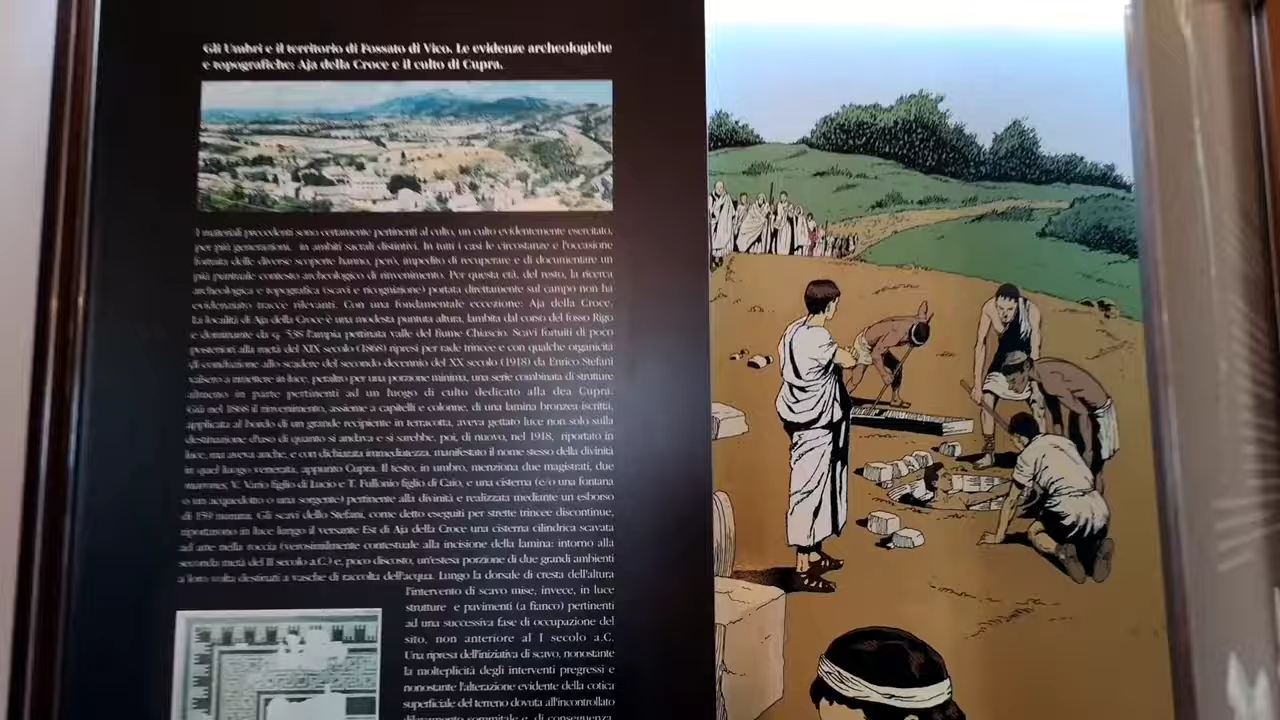 Gli Umbri e il territorio di Fossato di Vico. Le evidenze archeologiche
e topografiche: Aja della Croce e il culto di Cupra.
I materiali precedenti sono certamente pertinenti al culto, un culto evidentemente esercitato,
per più generazioni, in ambiti sacrali distintivi. In tutti i casi le circostanze e l'occasione
fortuita delle diverse scoperte hanno, però, impedito di recuperare e di documentare un
più puntuale contesto archeologico di rinvenimento. Per questa età, del resto, la ricerca
archeologica e topografica (scavi e ricognizione) portata direttamente sul campo non ha
evidenziato tracce rilevanti. Con una fondamentale eccezione: Aja della Croce.
La località di Aja della Croce è una modesta puntuta altura, lambita dal corso del fosso Rigo
e dominante da q. 538 l'ampia pettinata valle del fiume Chiascio. Scavi fortuiti di poco
posteriori alla metà del XIX secolo (1868) ripresi per rade trincee e con qualche organicità
di conduzione allo scadere del secondo decennio del XX secolo (1918) da Enrico Stefani
valsero a rimettere in luce, peraltro per una porzione minima, una serie combinata di strutture
almeno in parte pertinenti ad un luogo di culto dedicato alla dea Cupra.
Già nel 1868 il rinvenimento, assieme a capitelli e colonne, di una lamina bronzea iscritta,
applicata al bordo di un grande recipiente in terracotta, aveva gettato luce non solo sulla
destinazione d'uso di quanto si andava e si sarebbe, poi, di nuovo, nel 1918, riportato in
luce, ma aveva anche, e con dichiarata immediatezza, manifestato il nome stesso della divinità
in quel luogo venerata, appunto Cupra. Il testo, in umbro, menziona due magistrati, due
marones, V. Vario figlio di Lucio e T. Fullonio figlio di Caio, e una cisterna (e/o una fontana
o un acquedotto o una sorgente) pertinente alla divinità e realizzata mediante un esborso
di 159 numma. Gli scavi dello Stefani, come detto eseguiti per strette trincee discontinue,
riportarono in luce lungo il versante Est di Aja della Croce una cisterna cilindrica scavata
ad arte nella roccia (verosimilmente contestuale alla incisione della lamina: intorno alla
seconda metà del II secolo a.C.) e, poco discosto, un'estesa porzione di due grandi ambienti
a loro volta destinati a vasche di raccolta dell'acqua. Lungo la dorsale di cresta dell'altura
l'intervento di scavo mise, invece, in luce
strutture e pavimenti (a fianco) pertinenti
ad una successiva fase di occupazione del
sito, non anteriore al I secolo a.C.
Una ripresa dell'iniziativa di scavo, nonostante
la molteplicità degli interventi pregressi e
nonostante l'alterazione evidente della cotica
superficiale del terreno dovuta all'incontrollato